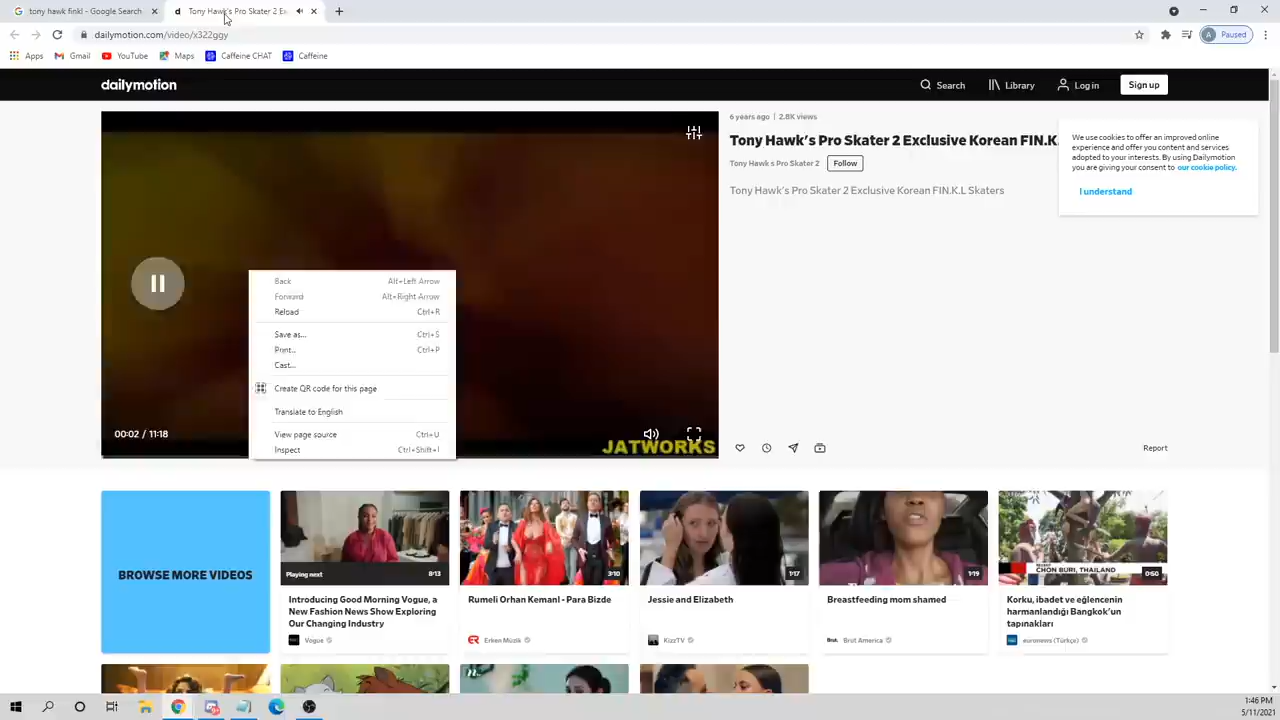 tony hawk finkl - Google Search
Tony Hawk's Pro Skater 2 Ex
dailymotion.com/video/x322ggy
A Paused
Apps Gmail YouTube Maps Caffeine CHAT Caffeine
dailymotion
Search Library Log in Sign up
6 years ago | 2.8K views
Tony Hawk's Pro Skater 2 Exclusive Korean FIN.K.
Tony Hawk s Pro Skater 2 Follow
Tony Hawk's Pro Skater 2 Exclusive Korean FIN.K.L Skaters
We use cookies to offer an improved online
experience and offer you content and services
adopted to your interests. By using Dailymotion
you are giving your consent to our cookie policy.
I understand
Back Alt+Left Arrow
Forward Alt+Right Arrow
Reload Ctrl+R
Save as... Ctrl+S
Print... Ctrl+P
Cast...
Create QR code for this page
Translate to English
View page source Ctrl+U
Inspect Ctrl+Shift+I
00:02 / 11:18
JATWORKS
Report
BROWSE MORE VIDEOS
Playing next 8:13
Introducing Good Morning Vogue, a
New Fashion News Show Exploring
Our Changing Industry
Vogue
3:10
Rumeli Orhan Kemanl - Para Bizde
Erken Müzik
1:17
Jessie and Elizabeth
KizzTV
1:19
Breastfeeding mom shamed
Brut.
Brut America
CHON BURI, THAILAND
0:50
Korku, ibadet ve eğlencenin
harmanlandığı Bangkok'un
tapınakları
euronews (Türkçe)
n.
1:46 PM
5/11/2021